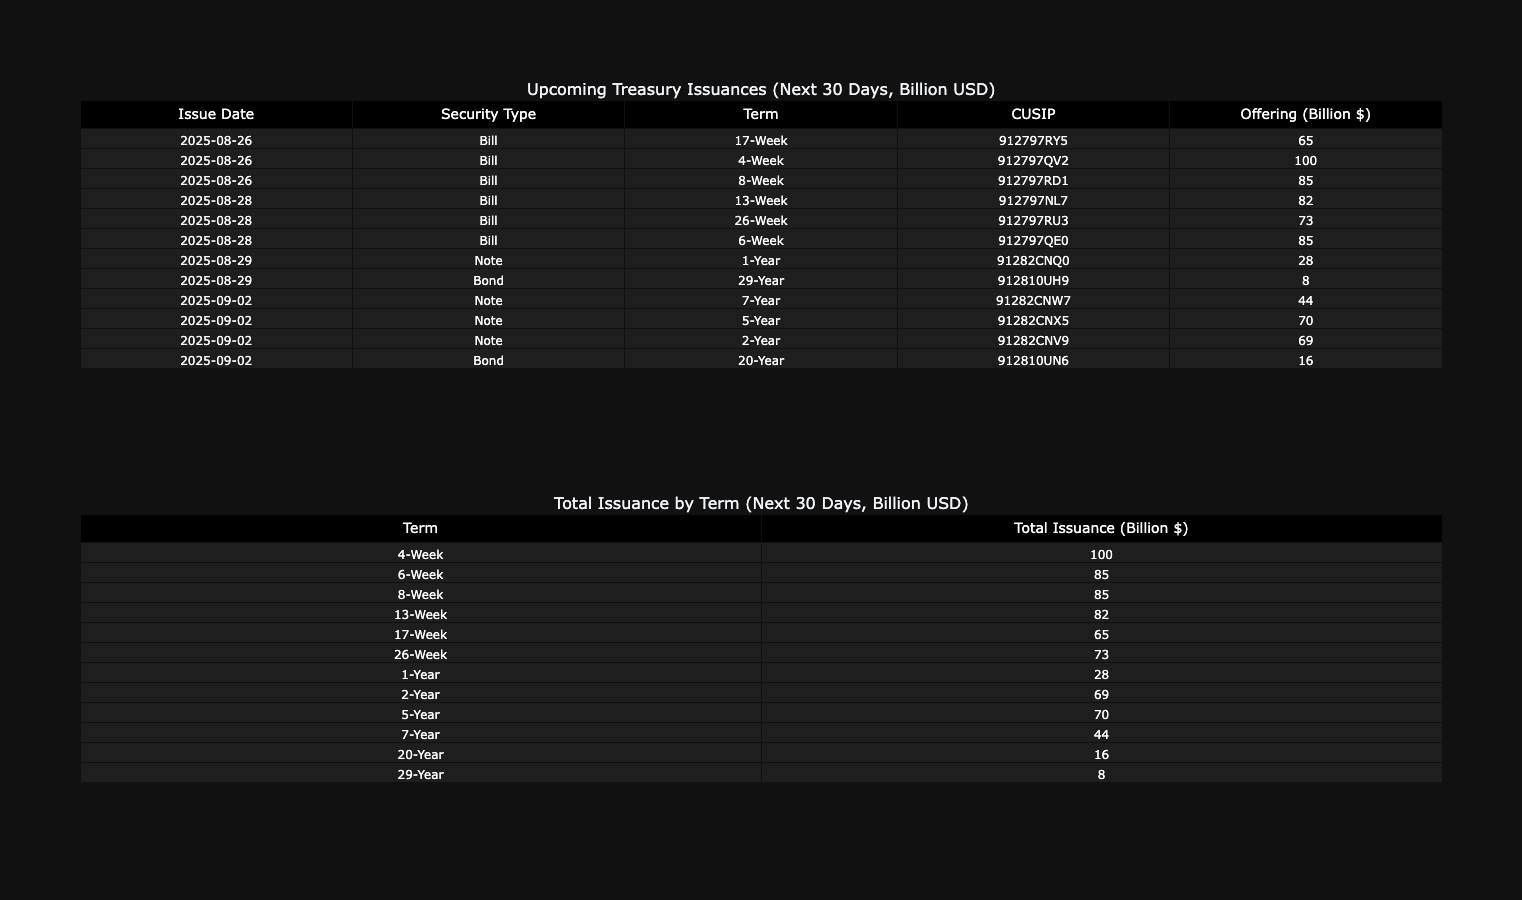 Upcoming Treasury Issuances (Next 30 Days, Billion USD)
Issue Date Security Type Term CUSIP Offering (Billion $)
2025-08-26 Bill 17-Week 912797RY5 65
2025-08-26 Bill 4-Week 912797QV2 100
2025-08-26 Bill 8-Week 912797RD1 85
2025-08-28 Bill 13-Week 912797NL7 82
2025-08-28 Bill 26-Week 912797RU3 73
2025-08-28 Bill 6-Week 912797QE0 85
2025-08-29 Note 1-Year 91282CNQ0 28
2025-08-29 Bond 29-Year 912810UH9 8
2025-09-02 Note 7-Year 91282CNW7 44
2025-09-02 Note 5-Year 91282CNX5 70
2025-09-02 Note 2-Year 91282CNV9 69
2025-09-02 Bond 20-Year 912810UN6 16
Total Issuance by Term (Next 30 Days, Billion USD)
Term Total Issuance (Billion $)
4-Week 100
6-Week 85
8-Week 85
13-Week 82
17-Week 65
26-Week 73
1-Year 28
2-Year 69
5-Year 70
7-Year 44
20-Year 16
29-Year 8